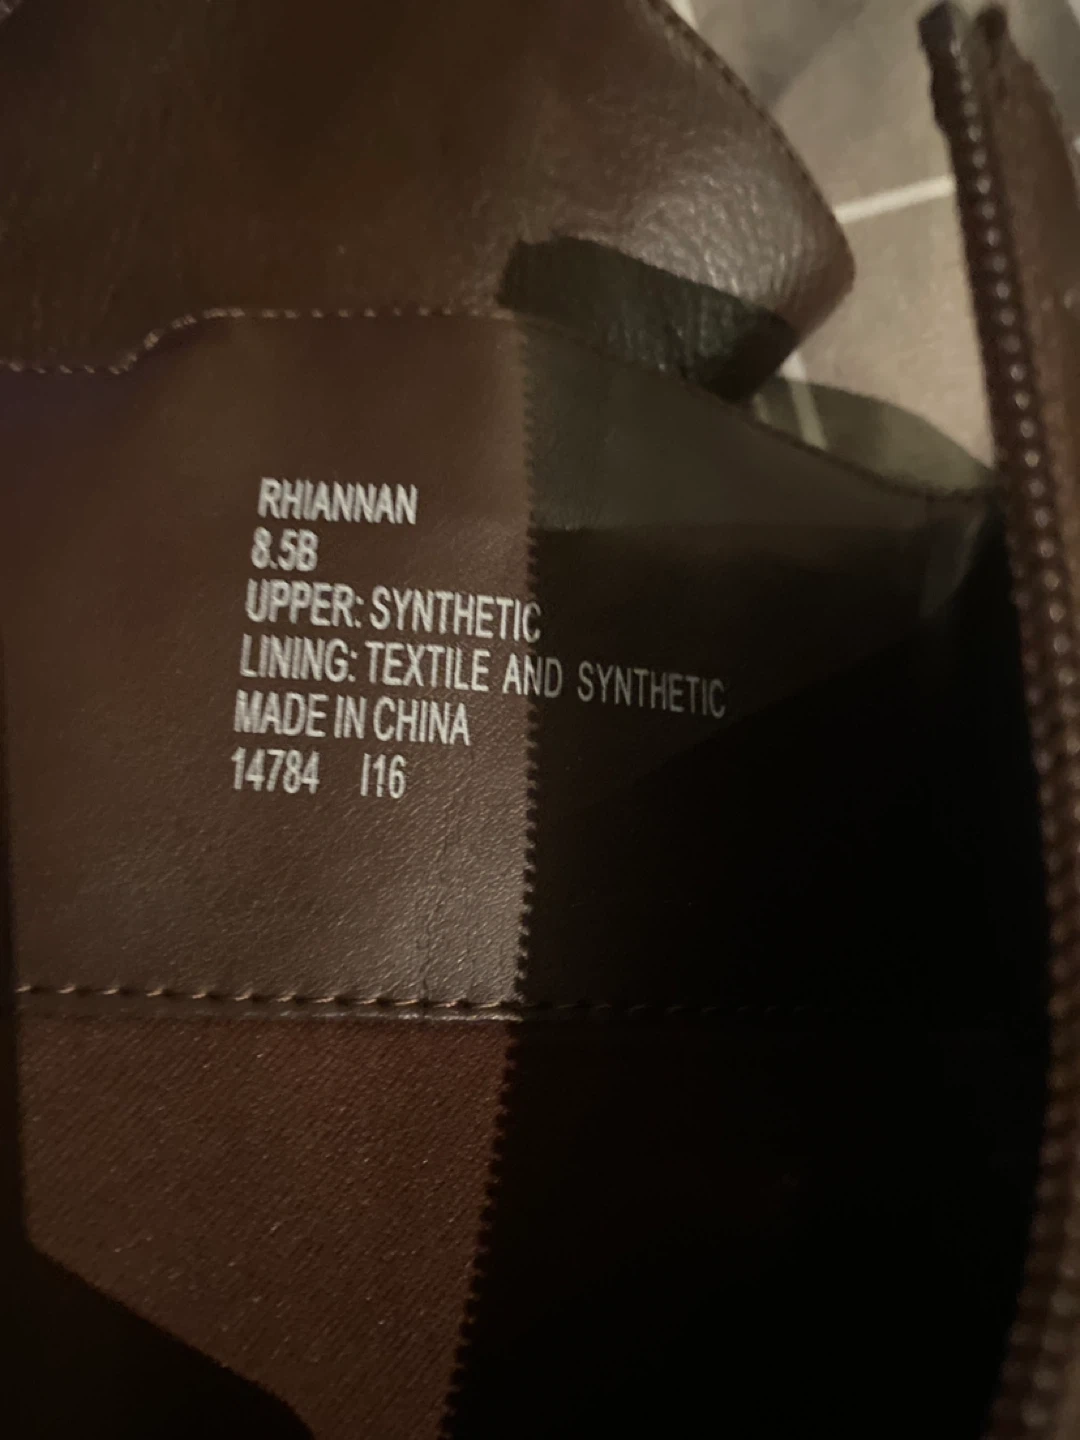 RHIANNAN
8.5B
UPPER: SYNTHETIC
LINING: TEXTILE AND SYNTHETIC
MADE IN CHINA
14784 I16